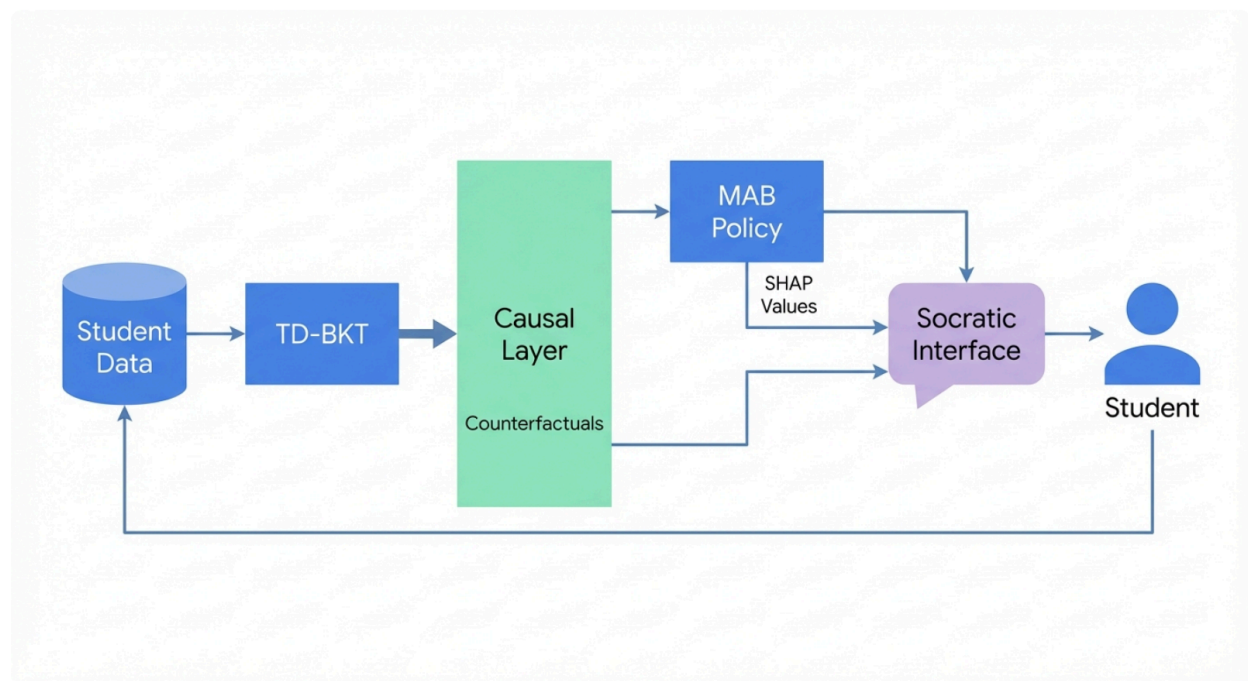 Student
Data
TD-BKT
Causal
Layer
Counterfactuals
MAB
Policy
SHAP
Values
Socratic
Interface
Student